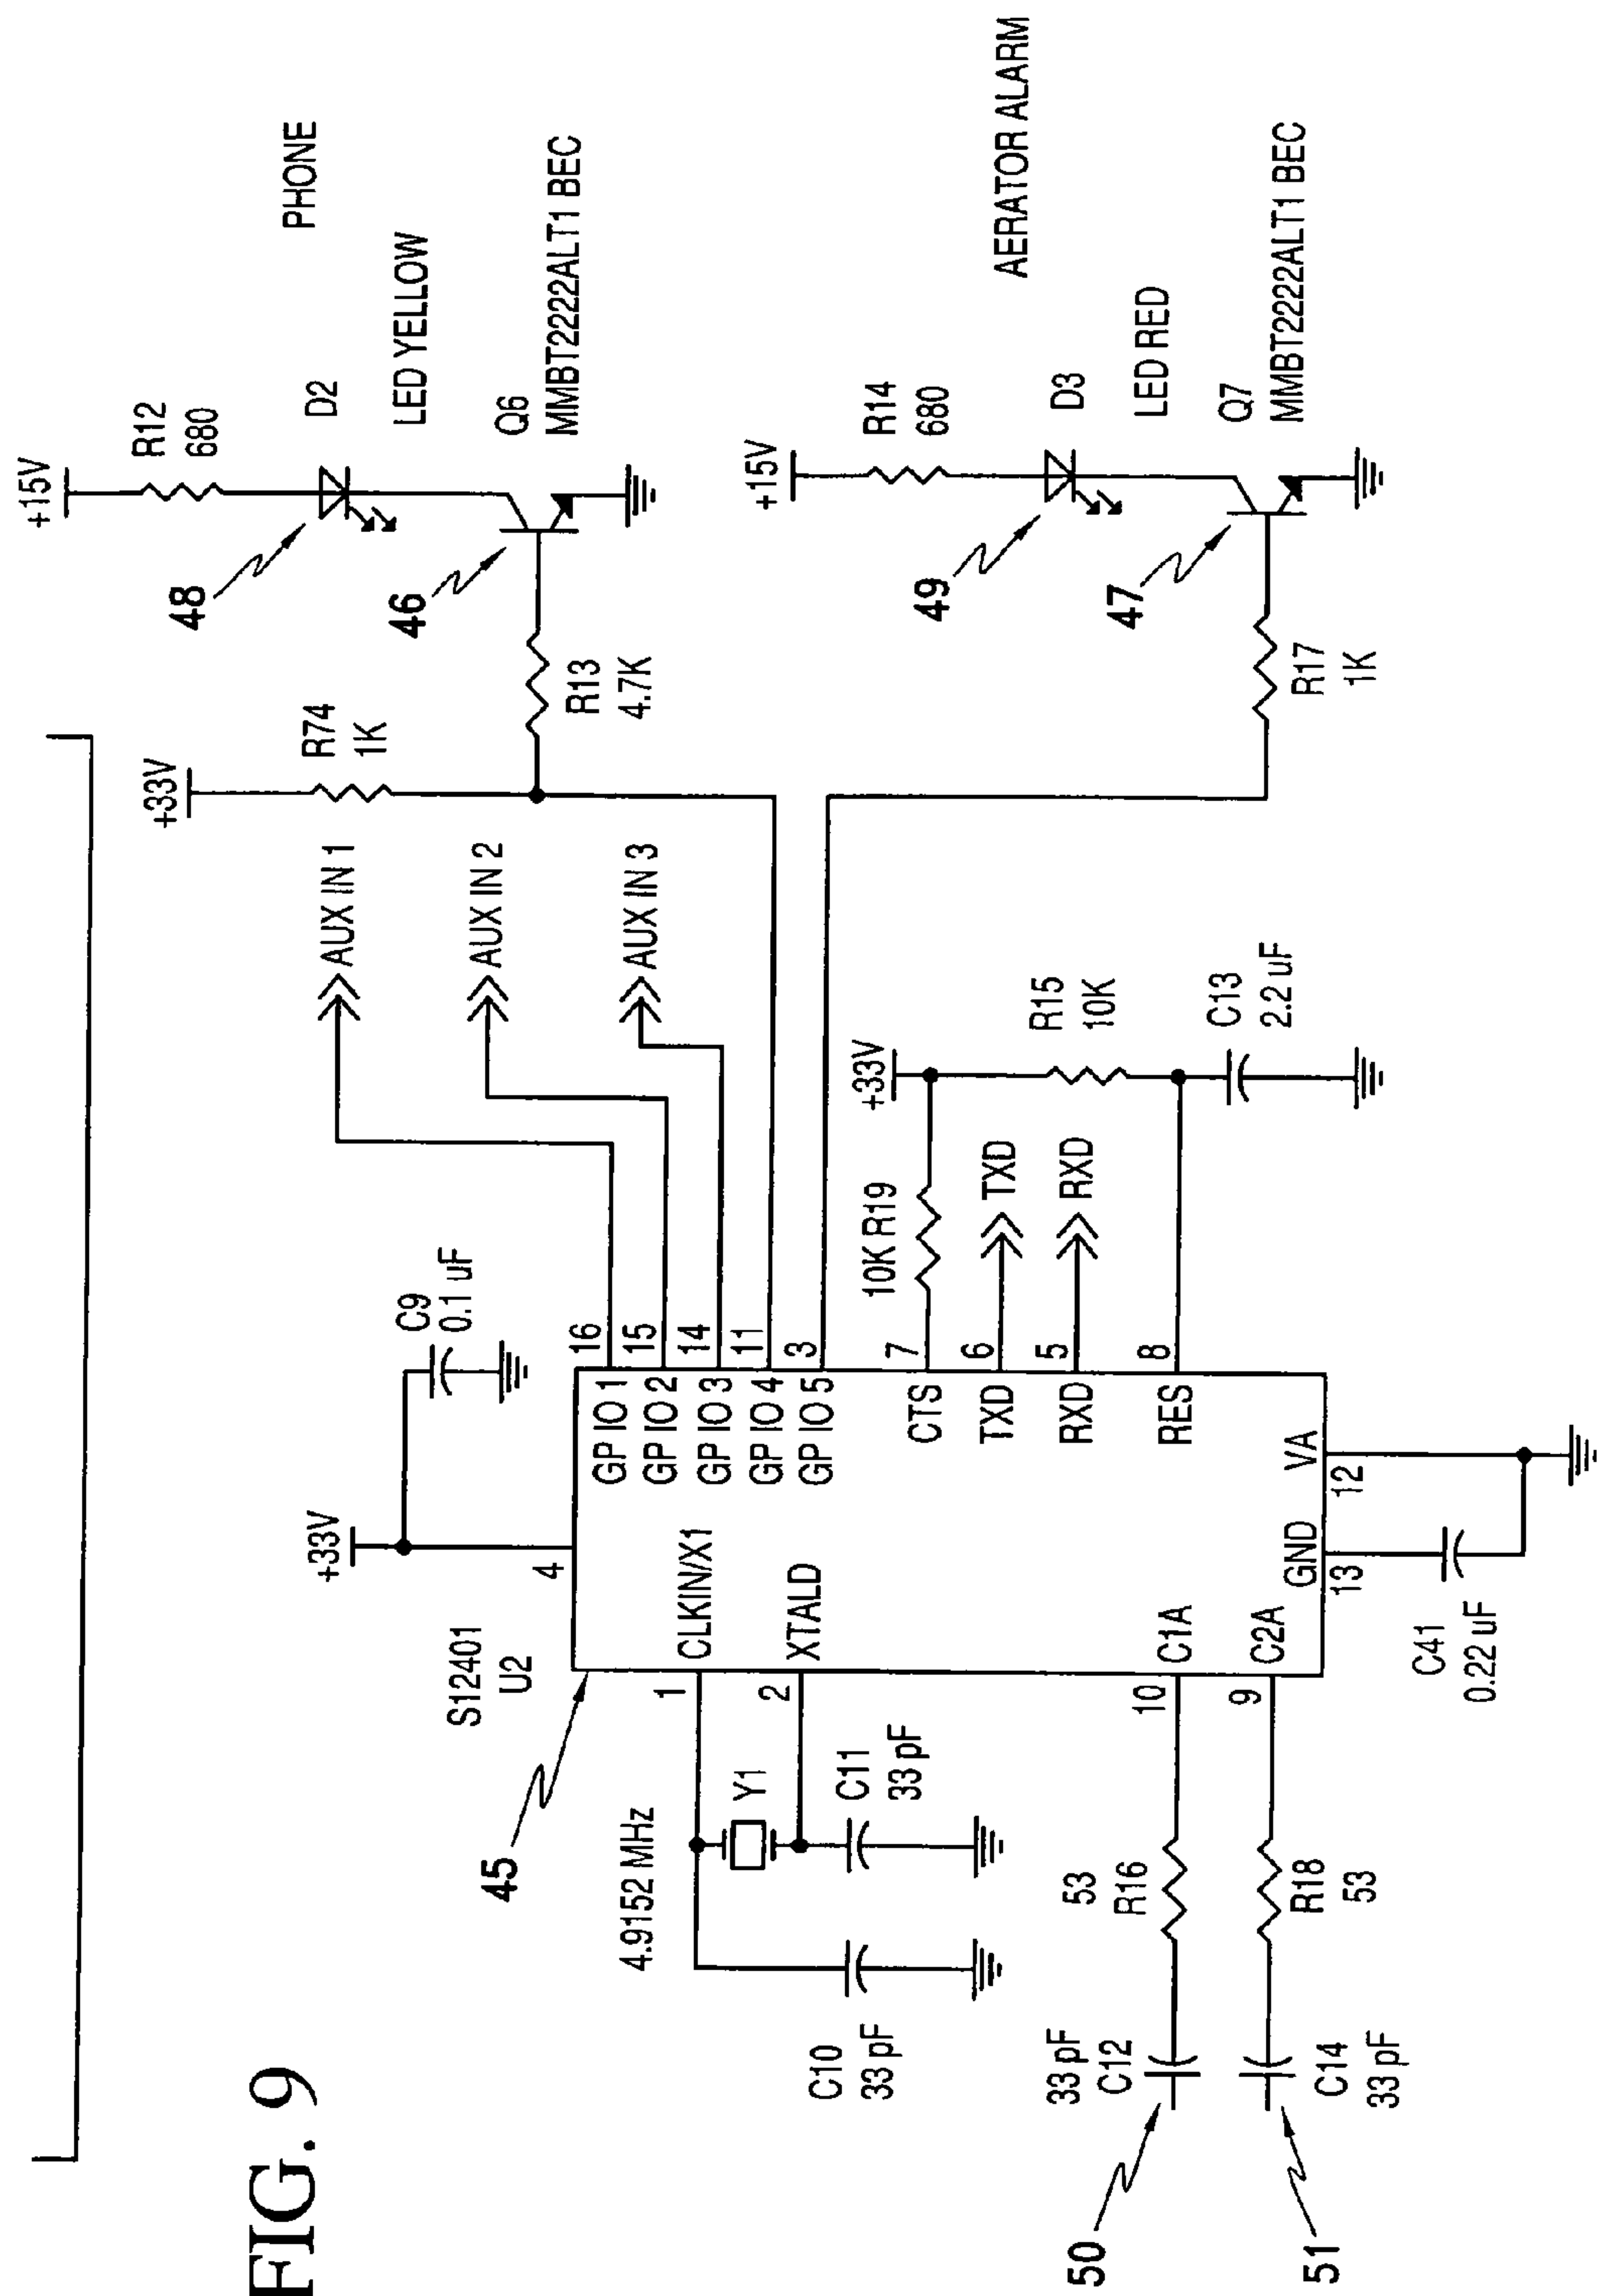 FIG. 9
+15V
R12
680
48
D2
PHONE
LED YELLOW
46
Q6
MMBT2222ALT1 BEC
+33V
R74
1K
R13
4.7K
AUX IN 1
AUX IN 2
AUX IN 3
+15V
R14
680
49
D3
AERATOR ALARM
LED RED
47
Q7
MMBT2222ALT1 BEC
R17
1K
+33V
C9
0.1 uF
4
S12401
U2
45
4.9152 MHz
1
CLKIN/X1
2
XTALD
Y1
C11
33 pF
C10
33 pF
GP IO 1
16
GP IO 2
15
GP IO 3
14
GP IO 4
11
GP IO 5
3
CTS
7
10K R19
+33V
R15
10K
TXD
6
TXD
RXD
5
RXD
RES
8
C13
2.2 uF
C1A
10
53
R16
33 pF
C12
50
C2A
9
R18
53
C14
33 pF
51
GND
13
VA
12
C41
0.22 uF